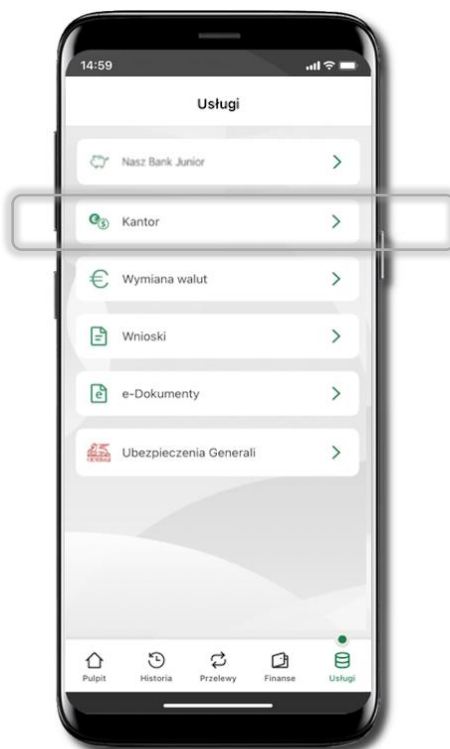 14:59
Usługi
Nasz Bank Junior
Kantor
Wymiana walut
Wnioski
e-Dokumenty
Ubezpieczenia Generali
Pulpit
Historia
Przelewy
Finanse
Usługi